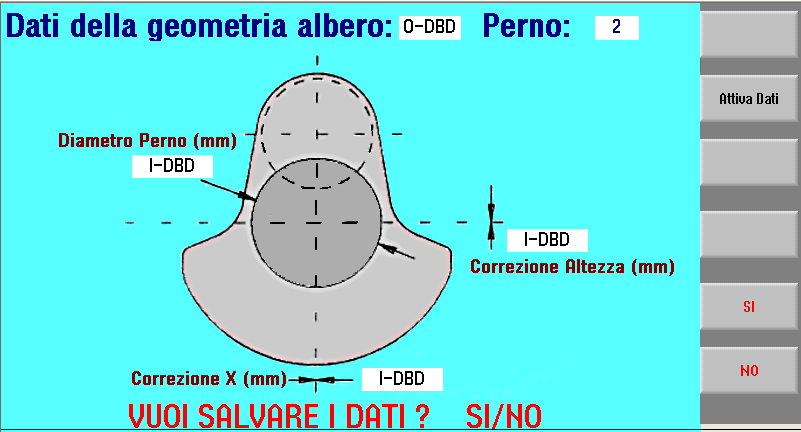 Dati della geometria albero: O-DBD Perno: 2
Attiva Dati
Diametro Perno (mm)
I-DBD
I-DBD
Correzione Altezza (mm)
SI
NO
Correzione X (mm) I-DBD
VUOI SALVARE I DATI ? SI/NO